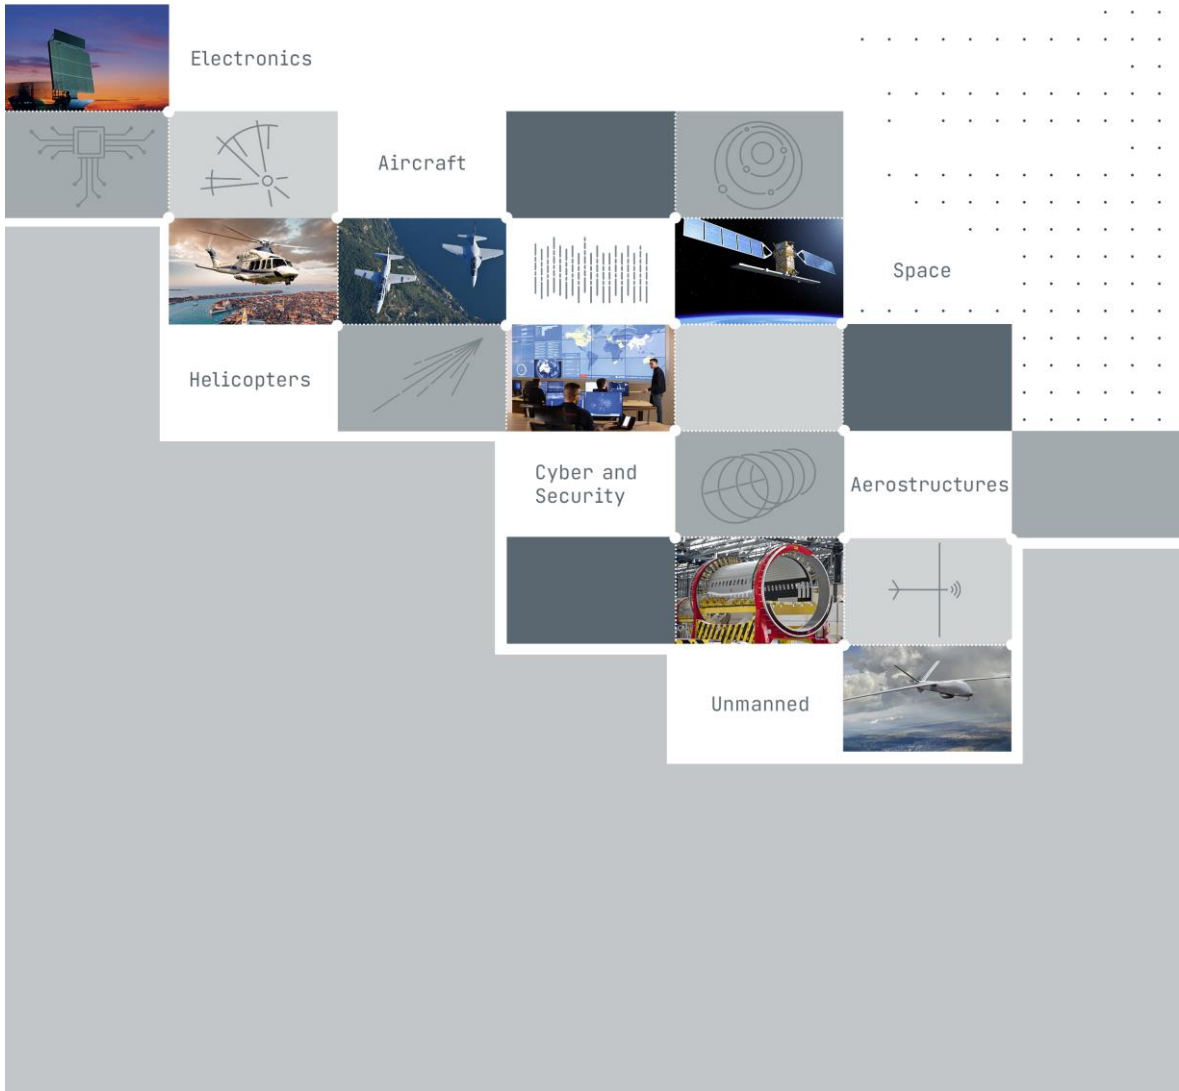 Electronics
Aircraft
Space
Helicopters
Cyber and
Security
Aerostructures
Unmanned